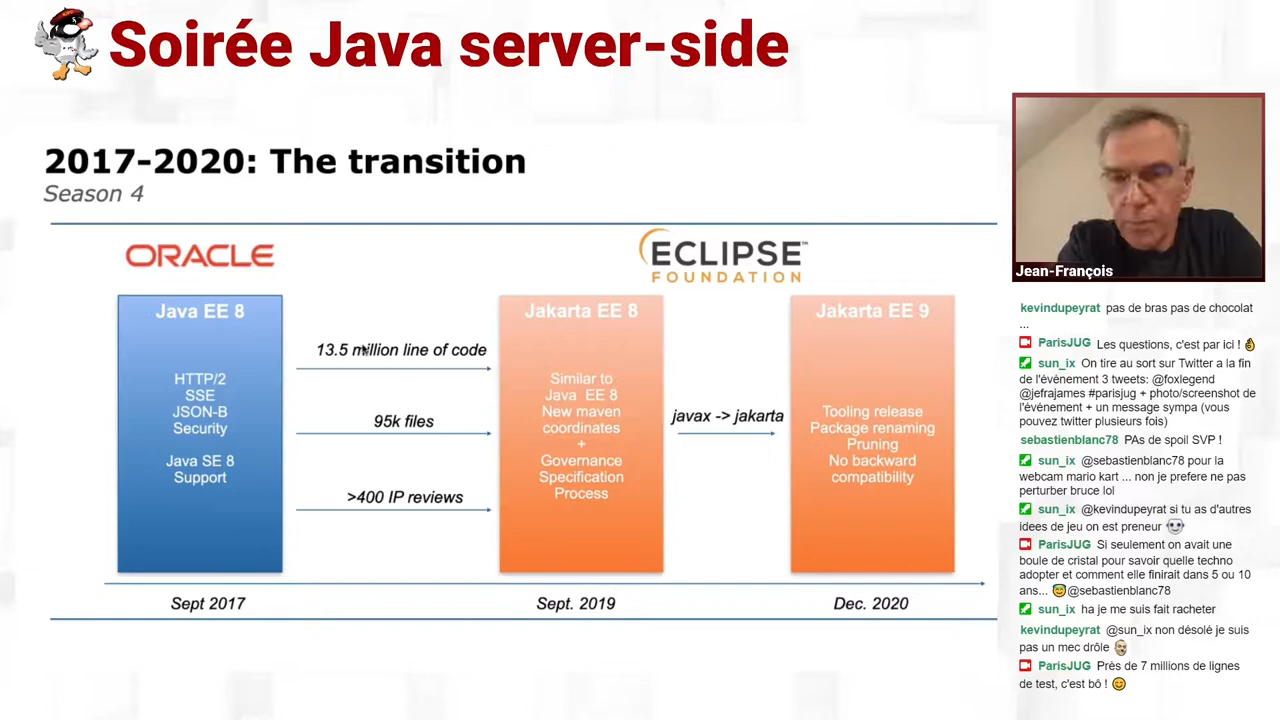 Soirée Java server-side
2017-2020: The transition
Season 4
ORACLE
ECLIPSE™
FOUNDATION
Java EE 8
HTTP/2
SSE
JSON-B
Security
Java SE 8
Support
13.5 million line of code
95k files
>400 IP reviews
Jakarta EE 8
Similar to
Java EE 8
New maven
coordinates
+
Governance
Specification
Process
javax -> jakarta
Jakarta EE 9
Tooling release
Package renaming
Pruning
No backward
compatibility
Sept 2017
Sept. 2019
Dec. 2020
Jean-François
kevindupeyrat pas de bras pas de chocolat
...
ParisJUG Les questions, c'est par ici !
sun_ix On tire au sort sur Twitter a la fin
de l'évènement 3 tweets: @foxlegend
@jefrajames #parisjug + photo/screenshot de
l'événement + un message sympa (vous
pouvez twitter plusieurs fois)
sebastienblanc78 PAs de spoil SVP !
sun_ix @sebastienblanc78 pour la
webcam mario kart ... non je prefere ne pas
perturber bruce lol
sun_ix @kevindupeyrat si tu as d'autres
idees de jeu on est preneur
ParisJUG Si seulement on avait une
boule de cristal pour savoir quelle techno
adopter et comment elle finirait dans 5 ou 10
ans... @sebastienblanc78
sun_ix ha je me suis fait racheter
kevindupeyrat @sun_ix non désolé je suis
pas un mec drôle
ParisJUG Près de 7 millions de lignes
de test, c'est bô !